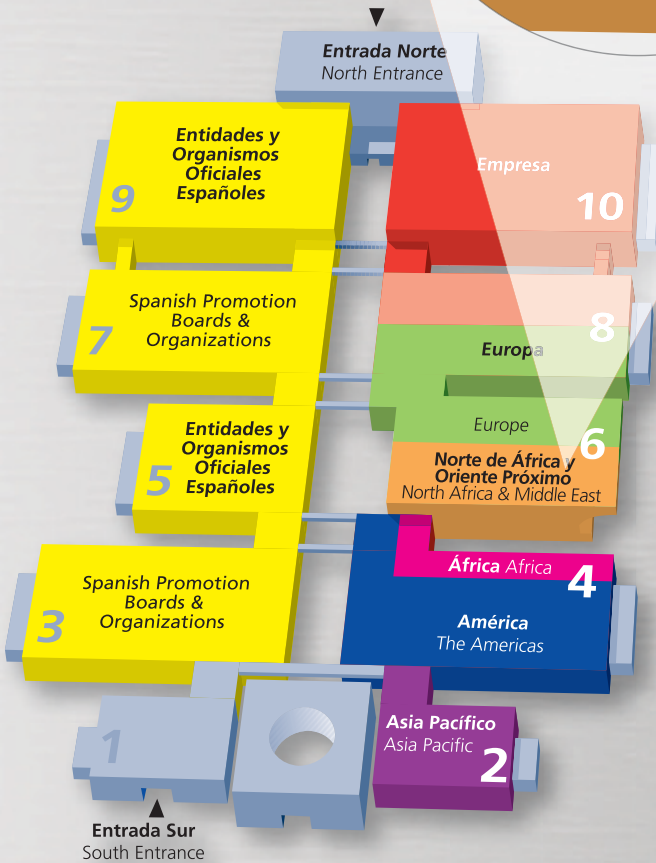 Entrada Norte
North Entrance
Entidades y
Organismos
Oficiales
Españoles
9
Empresa
10
Spanish Promotion
Boards &
Organizations
7
8
Europa
Europe
6
Entidades y
Organismos
Oficiales
Españoles
5
Norte de África y
Oriente Próximo
North Africa & Middle East
África Africa
4
Spanish Promotion
Boards &
Organizations
3
América
The Americas
Asia Pacífico
Asia Pacific
2
1
Entrada Sur
South Entrance